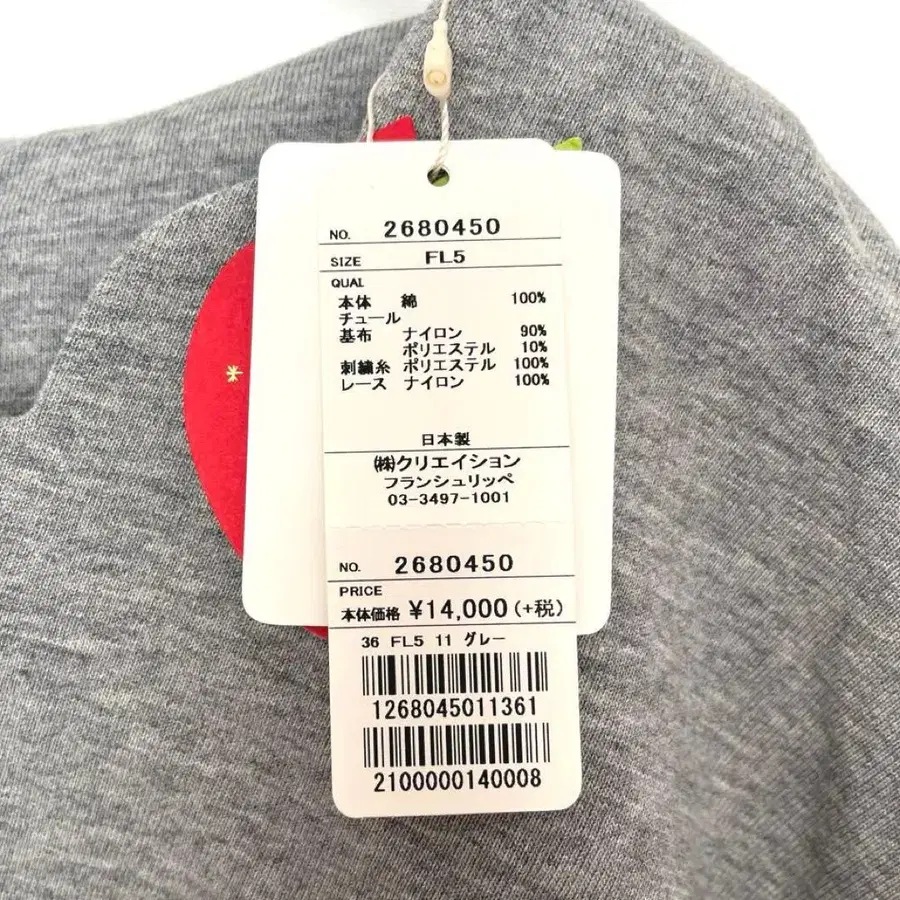 NO. 2680450
SIZE FL5
QUAL
本体 綿 100%
チュール
基布 ナイロン 90%
ポリエステル 10%
刺繍糸 ポリエステル 100%
レース ナイロン 100%
日本製
㈱クリエイション
フランシュリッペ
03-3497-1001
NO. 2680450
PRICE
本体価格 ¥14,000(+税)
36 FL5 11 グレー
1268045011361
2100000140008